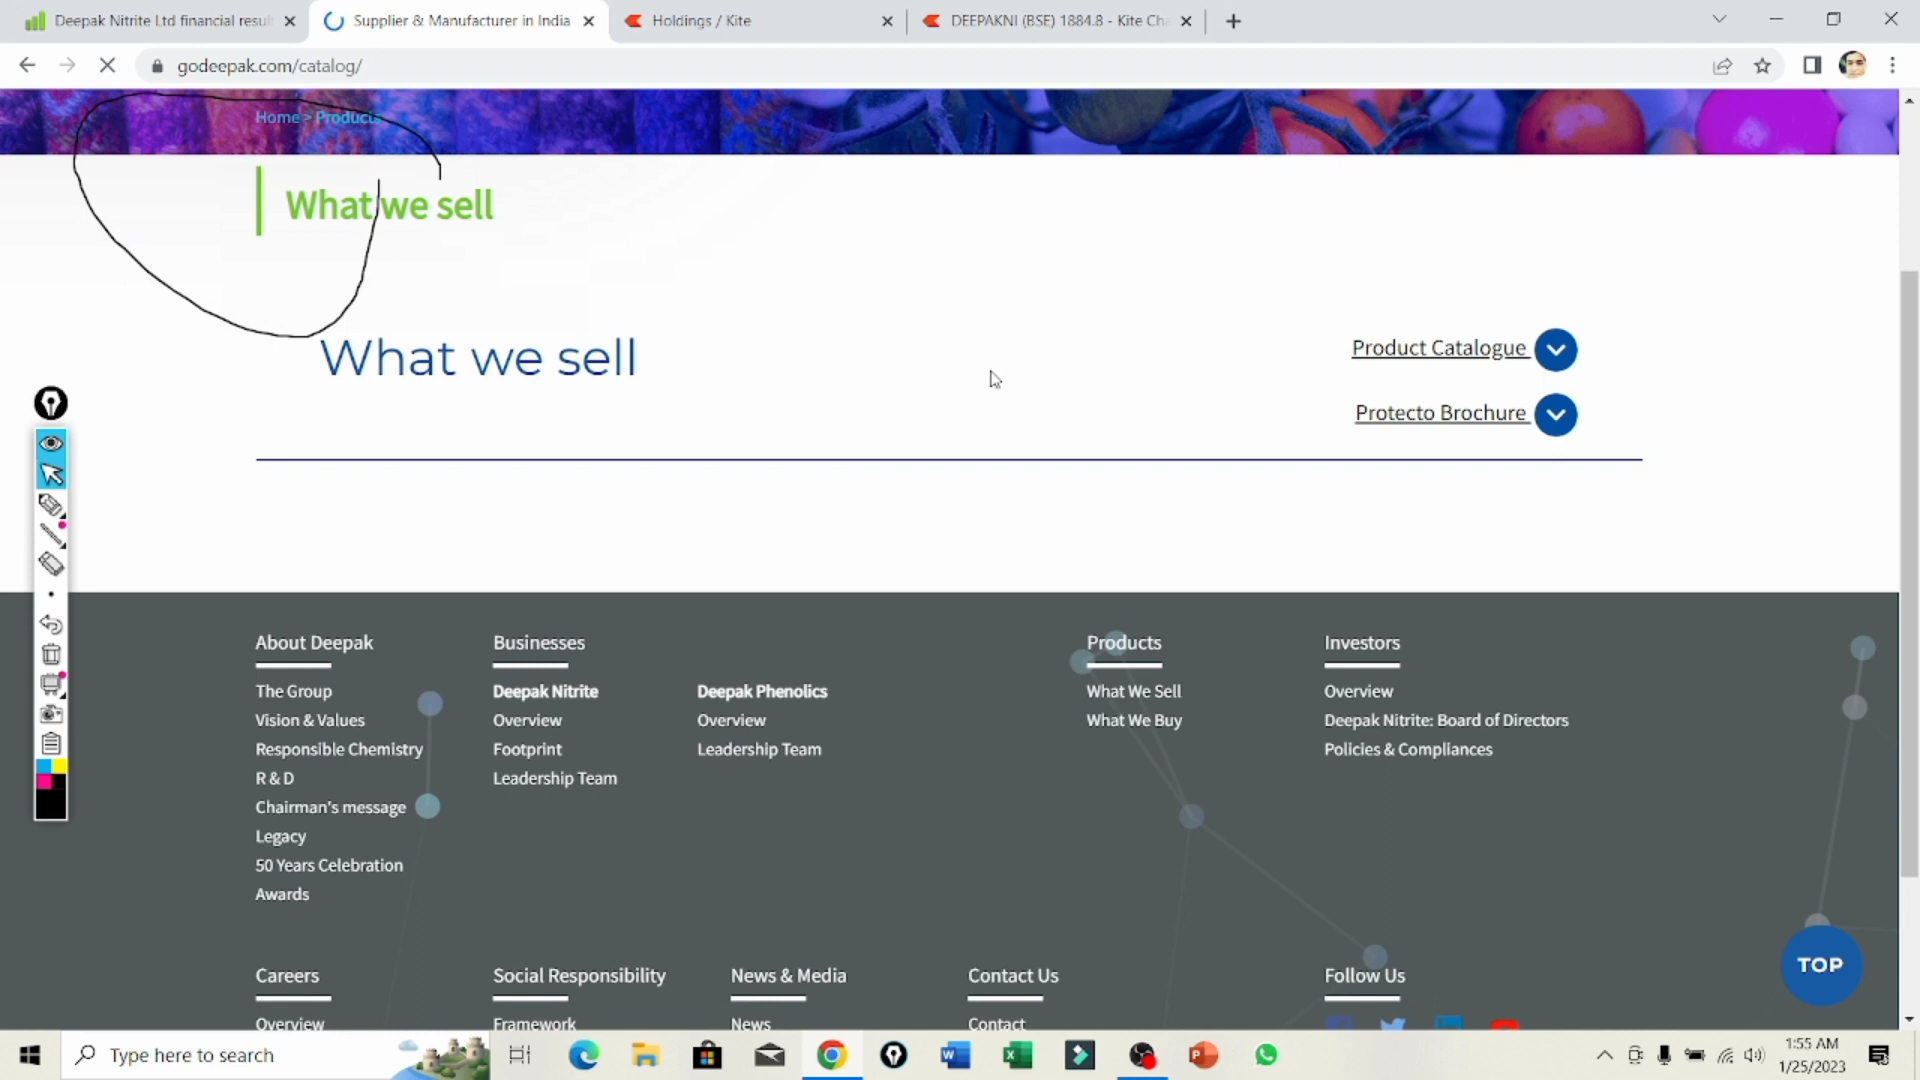 Deepak Nitrite Ltd financial resul
Supplier & Manufacturer in India
Holdings / Kite
DEEPAKNI (BSE) 1884.8 - Kite Cha
godeepak.com/catalog/
Home > Products
What we sell
What we sell
Product Catalogue
Protecto Brochure
About Deepak
The Group
Vision & Values
Responsible Chemistry
R & D
Chairman's message
Legacy
50 Years Celebration
Awards
Businesses
Deepak Nitrite
Overview
Footprint
Leadership Team
Deepak Phenolics
Overview
Leadership Team
Products
What We Sell
What We Buy
Investors
Overview
Deepak Nitrite: Board of Directors
Policies & Compliances
TOP
Careers
Overview
Social Responsibility
Framework
News & Media
News
Contact Us
Contact
Follow Us
Type here to search
1:55 AM
1/25/2023